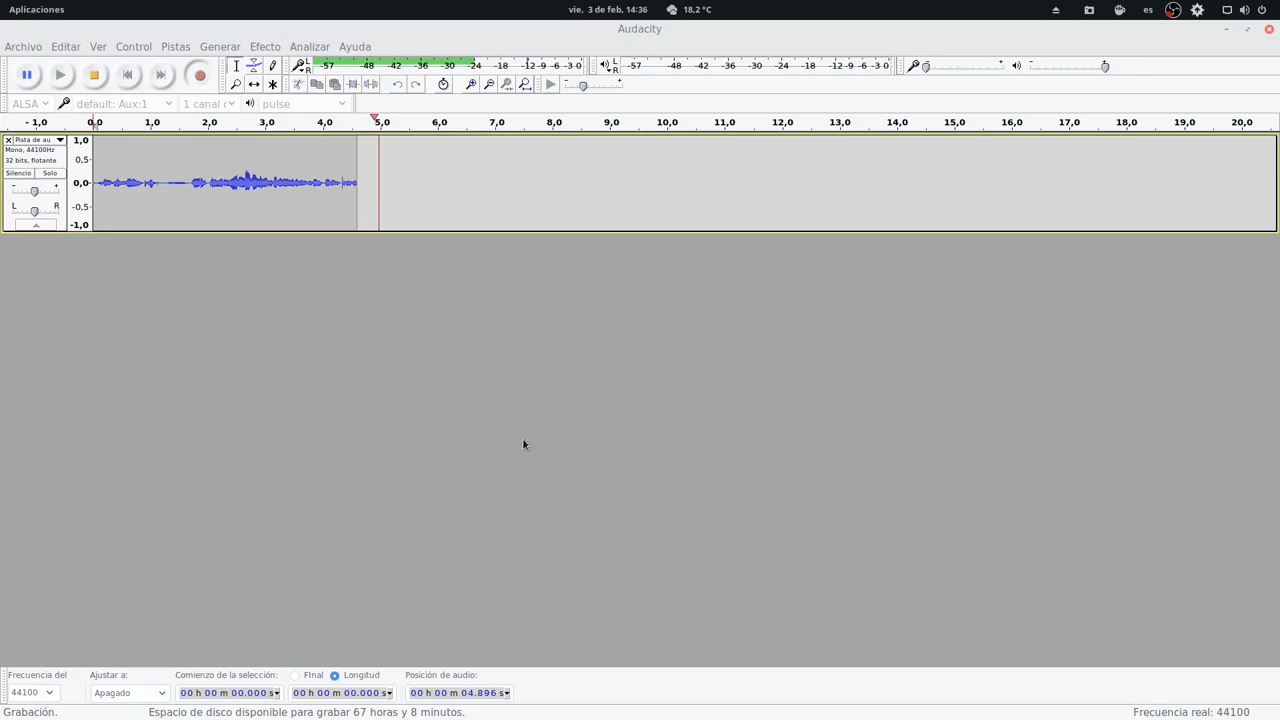 Aplicaciones
vie, 3 de feb, 14:36
18,2 °C
es
Audacity
Archivo Editar Ver Control Pistas Generar Efecto Analizar Ayuda
L R -57 -48 -42 -36 -30 -24 -18 -12 -9 -6 -3 0
L R -57 -48 -42 -36 -30 -24 -18 -12 -9 -6 -3 0
- +
- +
- +
ALSA default: Aux:1 1 canal ( pulse
- 1,0 0,0 1,0 2,0 3,0 4,0 5,0 6,0 7,0 8,0 9,0 10,0 11,0 12,0 13,0 14,0 15,0 16,0 17,0 18,0 19,0 20,0
X Pista de au
Mono, 44100Hz
32 bits, flotante
Silencio Solo
- +
L R
1,0
0,5-
0,0-
-0,5-
-1,0
Frecuencia del Ajustar a: Comienzo de la selección: FInal Longitud Posición de audio:
44100 Apagado 00 h 00 m 00.000 s 00 h 00 m 00.000 s 00 h 00 m 04.896 s
Grabación. Espacio de disco disponible para grabar 67 horas y 8 minutos. Frecuencia real: 44100